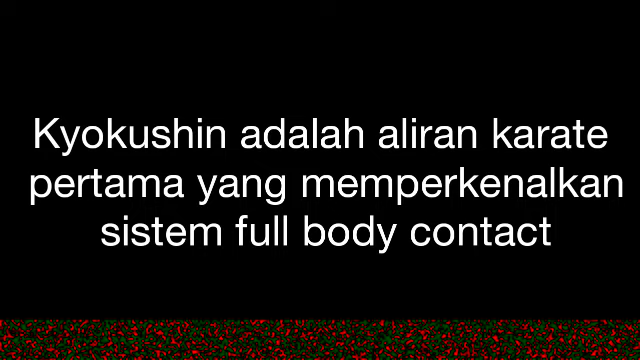 Kyokushin adalah aliran karate
pertama yang memperkenalkan
sistem full body contact